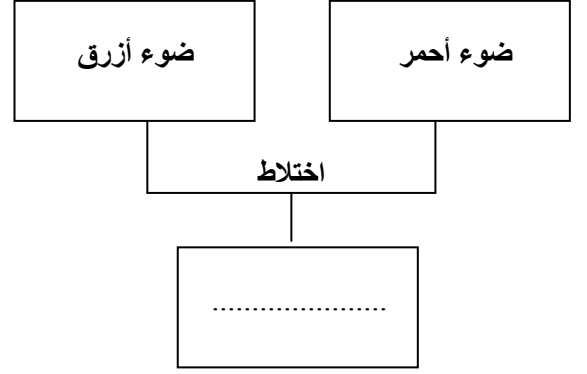 ضوء أحمر
ضوء أزرق
اختلاط
......................